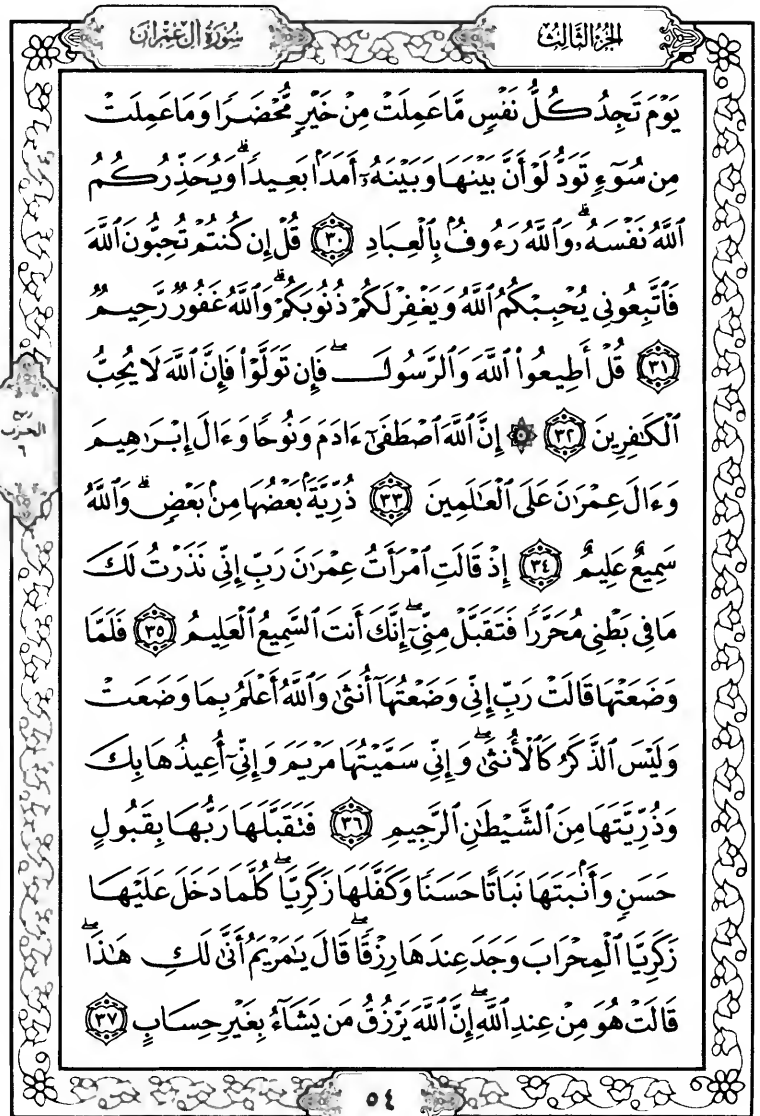 الجزء الثالث
سورة آل عمران
يَوْمَ تَجِدُ كُلُّ نَفْسٍ مَّا عَمِلَتْ مِنْ خَيْرٍ مُّحْضَرًا وَمَا عَمِلَتْ
مِن سُوٓءٍ تَوَدُّ لَوْ أَنَّ بَيْنَهَا وَبَيْنَهُۥٓ أَمَدًۢا بَعِيدًاۗ وَيُحَذِّرُكُمُ
ٱللَّهُ نَفْسَهُۥۗ وَٱللَّهُ رَءُوفُۢ بِٱلْعِبَادِ ﴿٣٠﴾ قُلْ إِن كُنتُمْ تُحِبُّونَ ٱللَّهَ
فَٱتَّبِعُونِى يُحْبِبْكُمُ ٱللَّهُ وَيَغْفِرْ لَكُمْ ذُنُوبَكُمْۗ وَٱللَّهُ غَفُورٌ رَّحِيمٌ
﴿٣١﴾ قُلْ أَطِيعُوا۟ ٱللَّهَ وَٱلرَّسُولَۖ فَإِن تَوَلَّوْا۟ فَإِنَّ ٱللَّهَ لَا يُحِبُّ
ٱلْكَٰفِرِينَ ﴿٣٢﴾ ۞ إِنَّ ٱللَّهَ ٱصْطَفَىٰٓ ءَادَمَ وَنُوحًا وَءَالَ إِبْرَٰهِيمَ
وَءَالَ عِمْرَٰنَ عَلَى ٱلْعَٰلَمِينَ ﴿٣٣﴾ ذُرِّيَّةًۢ بَعْضُهَا مِنۢ بَعْضٍۗ وَٱللَّهُ
سَمِيعٌ عَلِيمٌ ﴿٣٤﴾ إِذْ قَالَتِ ٱمْرَأَتُ عِمْرَٰنَ رَبِّ إِنِّى نَذَرْتُ لَكَ
مَا فِى بَطْنِى مُحَرَّرًا فَتَقَبَّلْ مِنِّىٓۖ إِنَّكَ أَنتَ ٱلسَّمِيعُ ٱلْعَلِيمُ ﴿٣٥﴾ فَلَمَّا
وَضَعَتْهَا قَالَتْ رَبِّ إِنِّى وَضَعْتُهَآ أُنثَىٰ وَٱللَّهُ أَعْلَمُ بِمَا وَضَعَتْ
وَلَيْسَ ٱلذَّكَرُ كَٱلْأُنثَىٰۖ وَإِنِّى سَمَّيْتُهَا مَرْيَمَ وَإِنِّىٓ أُعِيذُهَا بِكَ
وَذُرِّيَّتَهَا مِنَ ٱلشَّيْطَٰنِ ٱلرَّجِيمِ ﴿٣٦﴾ فَتَقَبَّلَهَا رَبُّهَا بِقَبُولٍ
حَسَنٍ وَأَنۢبَتَهَا نَبَاتًا حَسَنًا وَكَفَّلَهَا زَكَرِيَّاۖ كُلَّمَا دَخَلَ عَلَيْهَا
زَكَرِيَّا ٱلْمِحْرَابَ وَجَدَ عِندَهَا رِزْقًاۖ قَالَ يَٰمَرْيَمُ أَنَّىٰ لَكِ هَٰذَاۖ
قَالَتْ هُوَ مِنْ عِندِ ٱللَّهِۖ إِنَّ ٱللَّهَ يَرْزُقُ مَن يَشَآءُ بِغَيْرِ حِسَابٍ ﴿٣٧﴾
ربع
الحزب
٦
٥٤